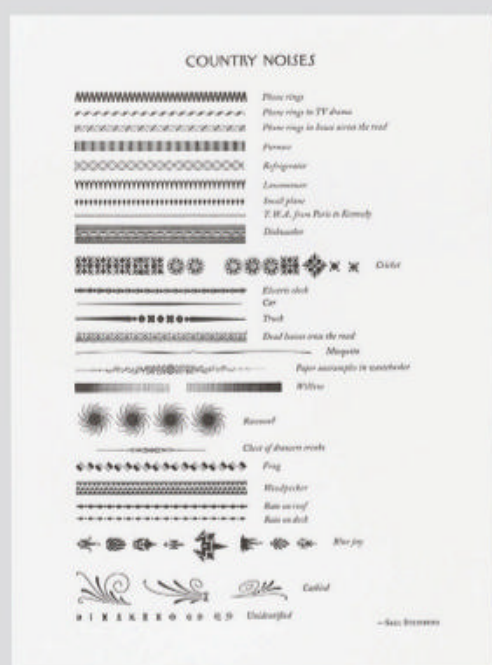 COUNTRY NOISES
Phone rings
Phone rings in TV drama
Phone rings in house across the road
Furnace
Refrigerator
Lawnmower
Small plane
T.W.A. from Paris to Kennedy
Dishwasher
Cricket
Electric clock
Car
Truck
Dead leaves cross the road
Mosquito
Paper uncrumples in wastebasket
Willow
Raccoon
Chest of drawers creaks
Frog
Woodpecker
Rain on roof
Rain on deck
Blue jay
Catbird
Unidentified
—SAUL STEINBERG